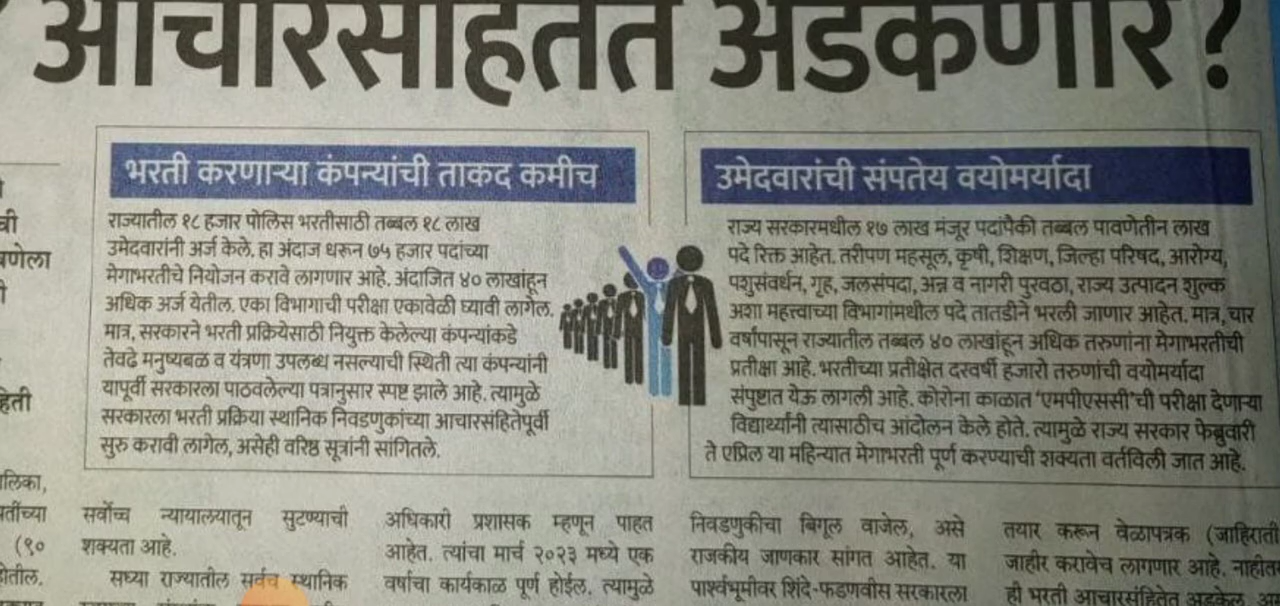 आचारसंहितेत अडकणार?
भरती करणाऱ्या कंपन्यांची ताकद कमीच
राज्यातील १८ हजार पोलिस भरतीसाठी तब्बल १८ लाख
उमेदवारांनी अर्ज केले. हा अंदाज धरून ७५ हजार पदांच्या
मेगाभरतीचे नियोजन करावे लागणार आहे. अंदाजित ४० लाखांहून
अधिक अर्ज येतील. एका विभागाची परीक्षा एकावेळी घ्यावी लागेल.
मात्र, सरकारने भरती प्रक्रियेसाठी नियुक्त केलेल्या कंपन्यांकडे
तेवढे मनुष्यबळ व यंत्रणा उपलब्ध नसल्याची स्थिती त्या कंपन्यांनी
यापूर्वी सरकारला पाठवलेल्या पत्रानुसार स्पष्ट झाले आहे. त्यामुळे
सरकारला भरती प्रक्रिया स्थानिक निवडणुकांच्या आचारसंहितेपूर्वी
सुरु करावी लागेल, असेही वरिष्ठ सूत्रांनी सांगितले.
उमेदवारांची संपतेय वयोमर्यादा
राज्य सरकारमधील १७ लाख मंजूर पदांपैकी तब्बल पावणेतीन लाख
पदे रिक्त आहेत. तरीपण महसूल, कृषी, शिक्षण, जिल्हा परिषद, आरोग्य,
पशुसंवर्धन, गृह, जलसंपदा, अन्न व नागरी पुरवठा, राज्य उत्पादन शुल्क
अशा महत्त्वाच्या विभागांमधील पदे तातडीने भरली जाणार आहेत. मात्र, चार
वर्षांपासून राज्यातील तब्बल ४० लाखांहून अधिक तरुणांना मेगाभरतीची
प्रतीक्षा आहे. भरतीच्या प्रतीक्षेत दरवर्षी हजारो तरुणांची वयोमर्यादा
संपुष्टात येऊ लागली आहे. कोरोना काळात 'एमपीएससी'ची परीक्षा देणाऱ्या
विद्यार्थ्यांनी त्यासाठीच आंदोलन केले होते. त्यामुळे राज्य सरकार फेब्रुवारी
ते एप्रिल या महिन्यात मेगाभरती पूर्ण करण्याची शक्यता वर्तविली जात आहे.
(९०
सर्वोच्च न्यायालयातून सुटण्याची
शक्यता आहे.
सध्या राज्यातील सर्वच स्थानिक
अधिकारी प्रशासक म्हणून पाहत
आहेत. त्यांचा मार्च २०२३ मध्ये एक
वर्षाचा कार्यकाळ पूर्ण होईल. त्यामुळे
निवडणुकीचा बिगूल वाजेल, असे
राजकीय जाणकार सांगत आहेत. या
पार्श्वभूमीवर शिंदे-फडणवीस सरकारला
तयार करून वेळापत्रक (जाहिराती
जाहीर करावेच लागणार आहे. नाहीतर
ही भरती आचारसंहितेत अडकेल,